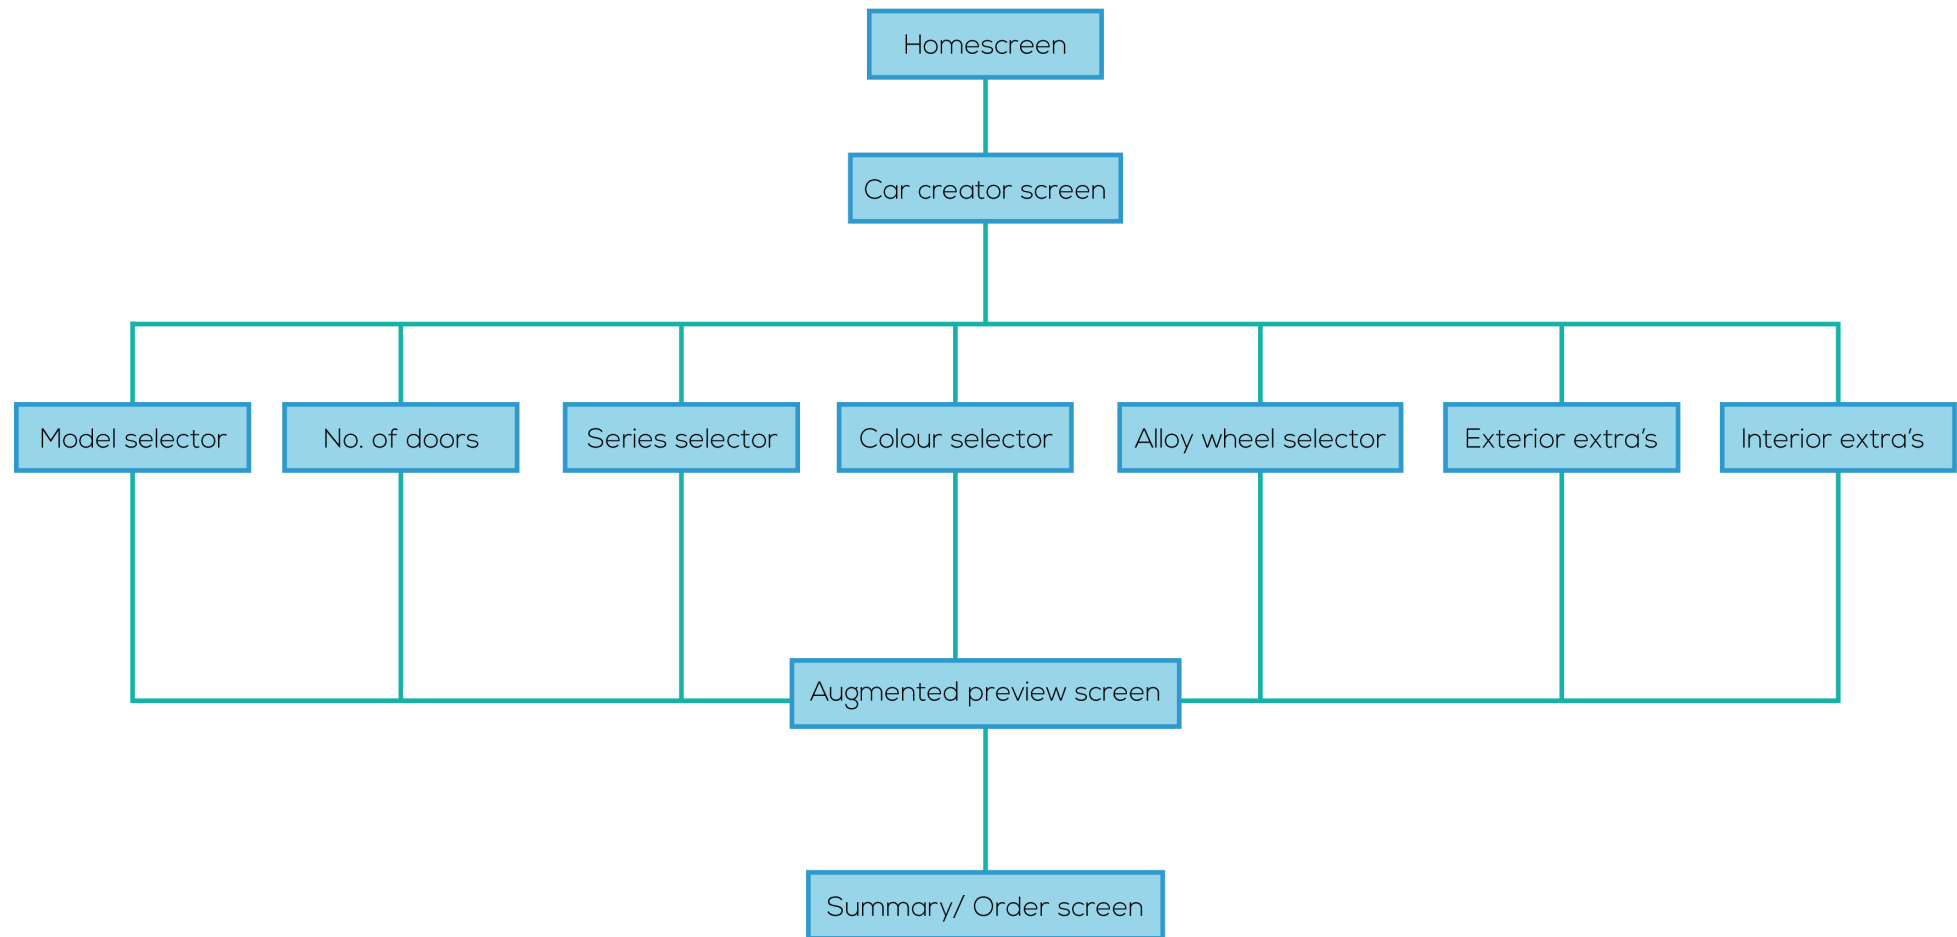 Homescreen
Car creator screen
Model selector
No. of doors
Series selector
Colour selector
Alloy wheel selector
Exterior extra's
Interior extra's
Augmented preview screen
Summary/ Order screen